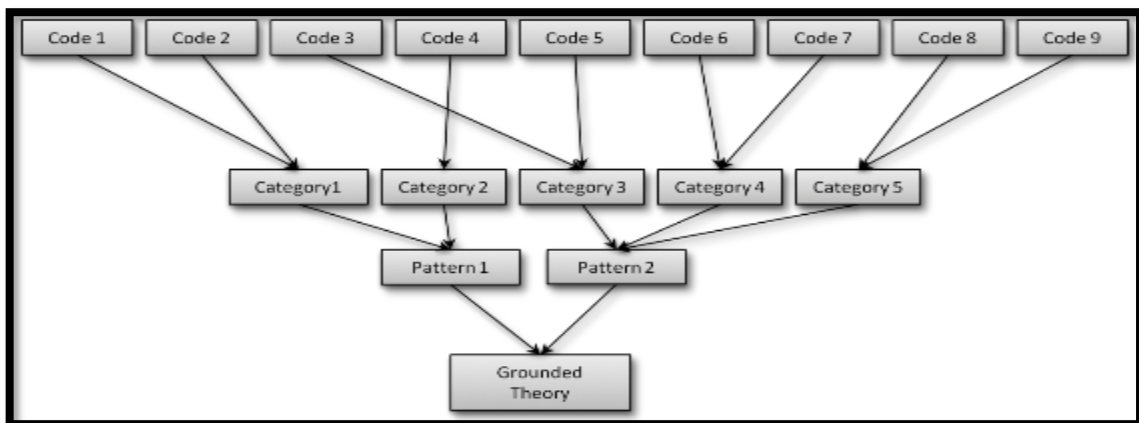 Code 1
Code 2
Code 3
Code 4
Code 5
Code 6
Code 7
Code 8
Code 9
Category1
Category 2
Category 3
Category 4
Category 5
Pattern 1
Pattern 2
Grounded
Theory